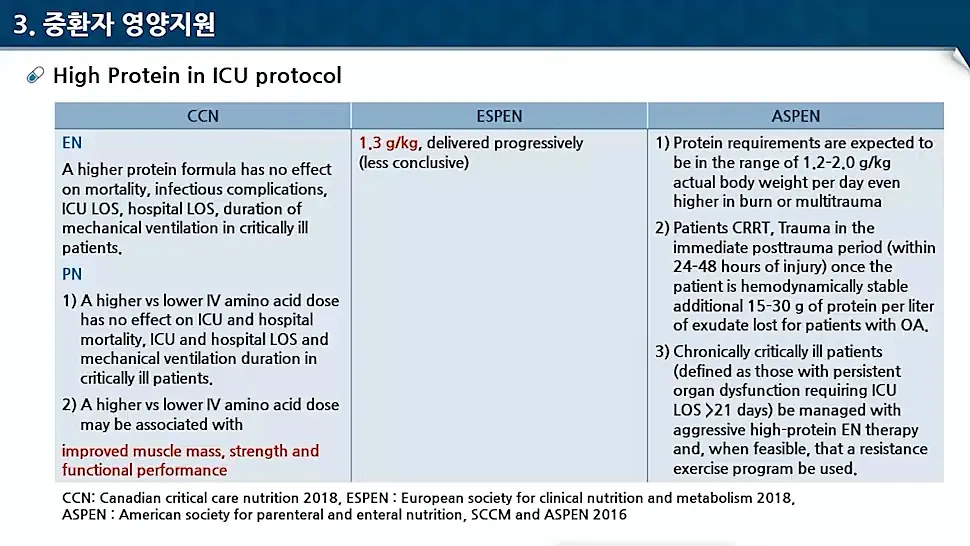 3. 중환자 영양지원
High Protein in ICU protocol
CCN
ESPEN
ASPEN
EN
A higher protein formula has no effect
on mortality, infectious complications,
ICU LOS, hospital LOS, duration of
mechanical ventilation in critically ill
patients.
PN
1) A higher vs lower IV amino acid dose
has no effect on ICU and hospital
mortality, ICU and hospital LOS and
mechanical ventilation duration in
critically ill patients.
2) A higher vs lower IV amino acid dose
may be associated with
improved muscle mass, strength and
functional performance
1.3 g/kg, delivered progressively
(less conclusive)
1) Protein requirements are expected to
be in the range of 1.2-2.0 g/kg
actual body weight per day even
higher in burn or multitrauma
2) Patients CRRT, Trauma in the
immediate posttrauma period (within
24-48 hours of injury) once the
patient is hemodynamically stable
additional 15-30 g of protein per liter
of exudate lost for patients with OA.
3) Chronically critically ill patients
(defined as those with persistent
organ dysfunction requiring ICU
LOS >21 days) be managed with
aggressive high-protein EN therapy
and, when feasible, that a resistance
exercise program be used.
CCN: Canadian critical care nutrition 2018, ESPEN : European society for clinical nutrition and metabolism 2018,
ASPEN : American society for parenteral and enteral nutrition, SCCM and ASPEN 2016